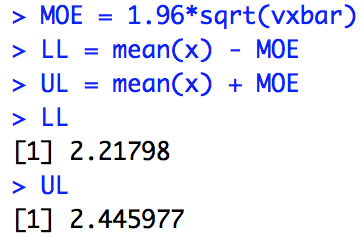 > MOE = 1.96*sqrt(vxbar)
> LL = mean(x) - MOE
> UL = mean(x) + MOE
> LL
[1] 2.21798
> UL
[1] 2.445977